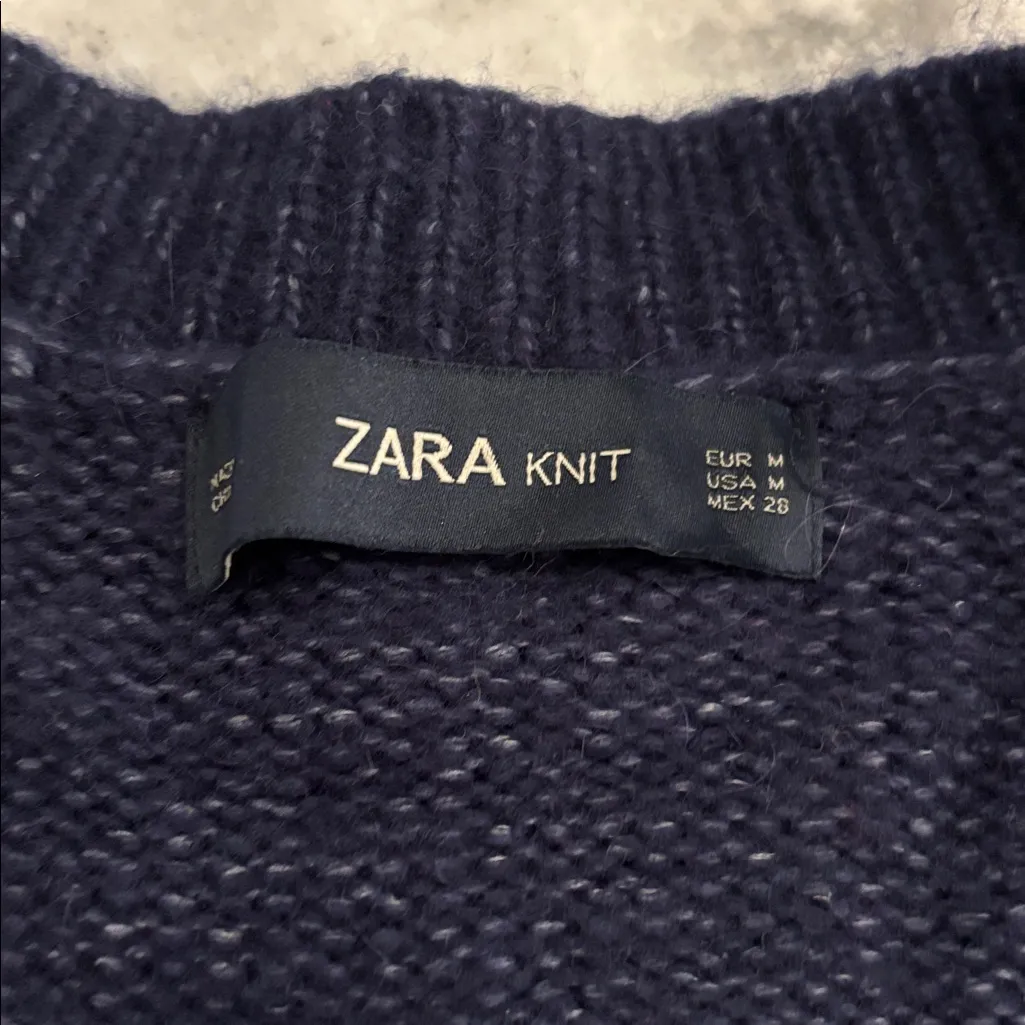 ZARA KNIT
EUR M
USA M
MEX 28